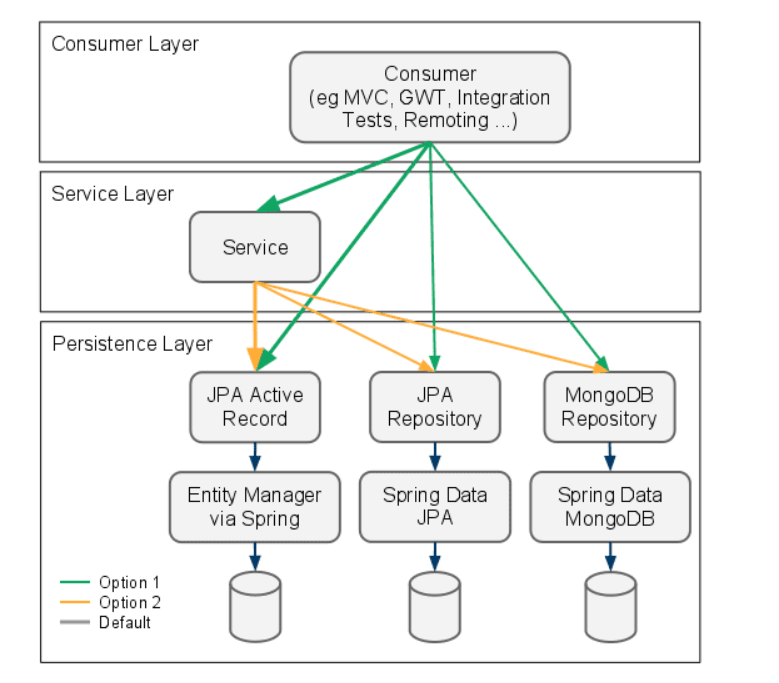 Consumer Layer
Consumer
(eg MVC, GWT, Integration
Tests, Remoting ...)
Service Layer
Service
Persistence Layer
JPA Active
Record
JPA
Repository
MongoDB
Repository
Entity Manager
via Spring
Spring Data
JPA
Spring Data
MongoDB
Option 1
Option 2
Default